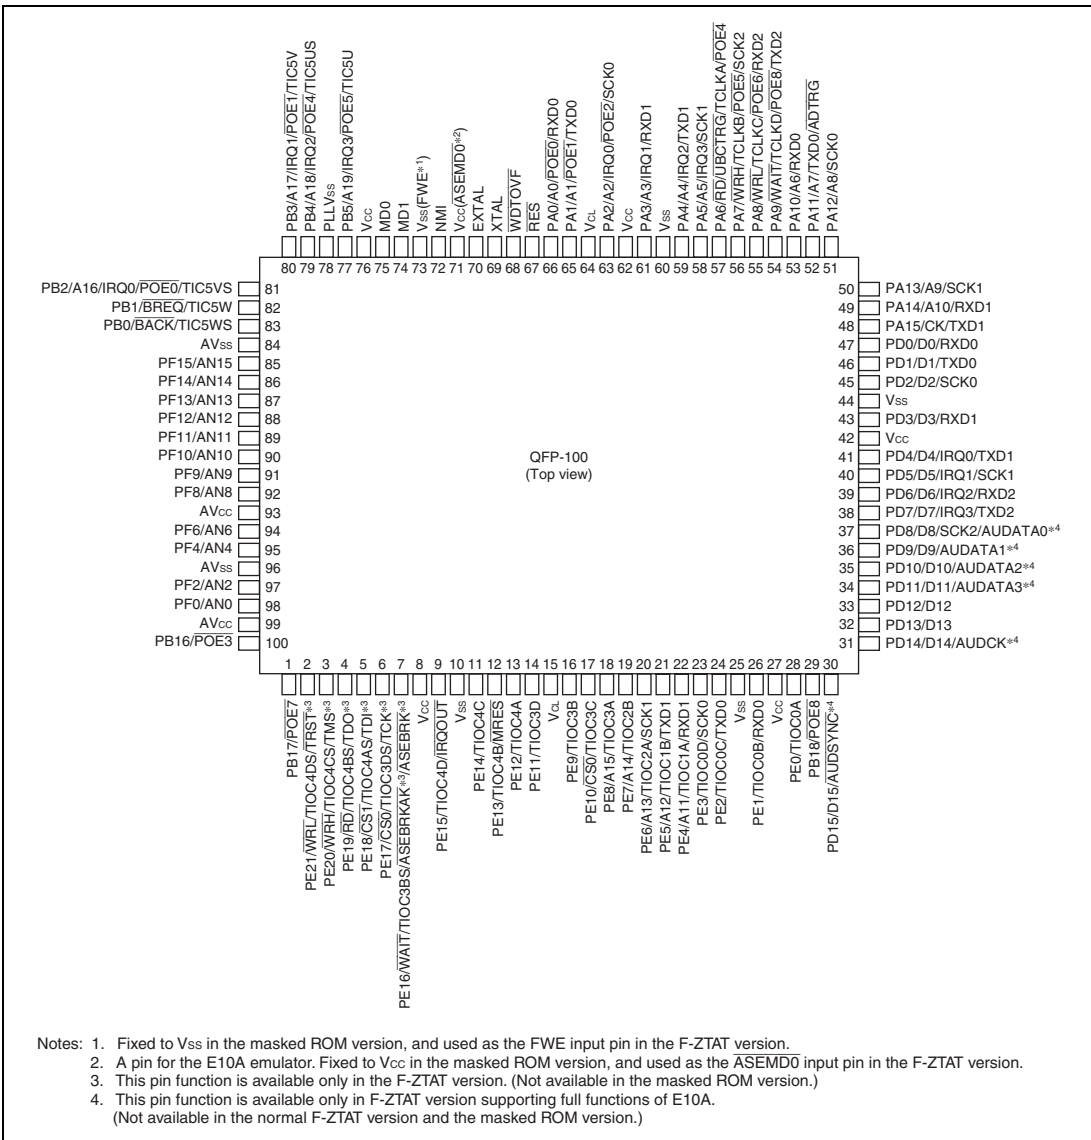 PB3/A17/IRQ1/POE1/TIC5V
PB4/A18/IRQ2/POE4/TIC5US
PLLVss
PB5/A19/IRQ3/POE5/TIC5U
Vcc
MD0
MD1
Vss(FWE*1)
NMI
Vcc(ASEMD0*2)
EXTAL
XTAL
WDTOVF
RES
PA0/A0/POE0/RXD0
PA1/A1/POE1/TXD0
VCL
PA2/A2/IRQ0/POE2/SCK0
Vcc
PA3/A3/IRQ1/RXD1
Vss
PA4/A4/IRQ2/TXD1
PA5/A5/IRQ3/SCK1
PA6/RD/UBCTRG/TCLKA/POE4
PA7/WRH/TCLKB/POE5/SCK2
PA8/WRL/TCLKC/POE6/RXD2
PA9/WAIT/TCLKD/POE8/TXD2
PA10/A6/RXD0
PA11/A7/TXD0/ADTRG
PA12/A8/SCK0
80 79 78 77 76 75 74 73 72 71 70 69 68 67 66 65 64 63 62 61 60 59 58 57 56 55 54 53 52 51
PB2/A16/IRQ0/POE0/TIC5VS 81
PB1/BREQ/TIC5W 82
PB0/BACK/TIC5WS 83
AVss 84
PF15/AN15 85
PF14/AN14 86
PF13/AN13 87
PF12/AN12 88
PF11/AN11 89
PF10/AN10 90
PF9/AN9 91
PF8/AN8 92
AVcc 93
PF6/AN6 94
PF4/AN4 95
AVss 96
PF2/AN2 97
PF0/AN0 98
AVcc 99
PB16/POE3 100
QFP-100
(Top view)
50 PA13/A9/SCK1
49 PA14/A10/RXD1
48 PA15/CK/TXD1
47 PD0/D0/RXD0
46 PD1/D1/TXD0
45 PD2/D2/SCK0
44 Vss
43 PD3/D3/RXD1
42 Vcc
41 PD4/D4/IRQ0/TXD1
40 PD5/D5/IRQ1/SCK1
39 PD6/D6/IRQ2/RXD2
38 PD7/D7/IRQ3/TXD2
37 PD8/D8/SCK2/AUDATA0*4
36 PD9/D9/AUDATA1*4
35 PD10/D10/AUDATA2*4
34 PD11/D11/AUDATA3*4
33 PD12/D12
32 PD13/D13
31 PD14/D14/AUDCK*4
1 2 3 4 5 6 7 8 9 10 11 12 13 14 15 16 17 18 19 20 21 22 23 24 25 26 27 28 29 30
PB17/POE7
PE21/WRL/TIOC4DS/TRST*3
PE20/WRH/TIOC4CS/TMS*3
PE19/RD/TIOC4BS/TDO*3
PE18/CS1/TIOC4AS/TDI*3
PE17/CS0/TIOC3DS/TCK*3
PE16/WAIT/TIOC3BS/ASEBRKAK*3/ASEBRK*3
Vcc
PE15/TIOC4D/IRQOUT
Vss
PE14/TIOC4C
PE13/TIOC4B/MRES
PE12/TIOC4A
PE11/TIOC3D
VCL
PE9/TIOC3B
PE10/CS0/TIOC3C
PE8/A15/TIOC3A
PE7/A14/TIOC2B
PE6/A13/TIOC2A/SCK1
PE5/A12/TIOC1B/TXD1
PE4/A11/TIOC1A/RXD1
PE3/TIOC0D/SCK0
PE2/TIOC0C/TXD0
Vss
PE1/TIOC0B/RXD0
Vcc
PE0/TIOC0A
PB18/POE8
PD15/D15/AUDSYNC*4
Notes: 1. Fixed to Vss in the masked ROM version, and used as the FWE input pin in the F-ZTAT version.
2. A pin for the E10A emulator. Fixed to Vcc in the masked ROM version, and used as the ASEMD0 input pin in the F-ZTAT version.
3. This pin function is available only in the F-ZTAT version. (Not available in the masked ROM version.)
4. This pin function is available only in F-ZTAT version supporting full functions of E10A.
(Not available in the normal F-ZTAT version and the masked ROM version.)